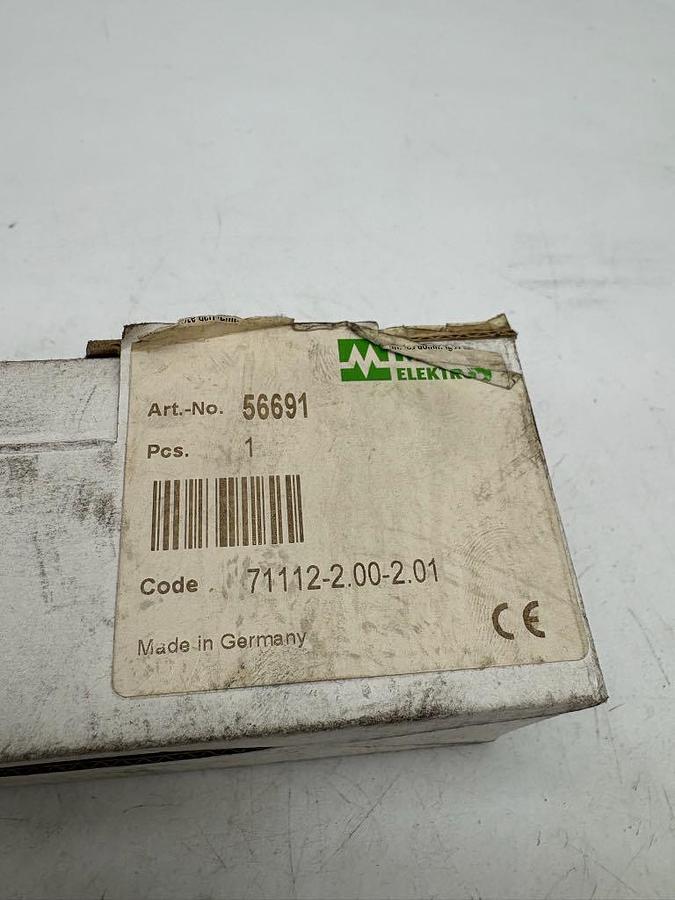 ELEKTR
Art.-No. 56691
Pcs. 1
Code 71112-2.00-2.01
Made in Germany
CE